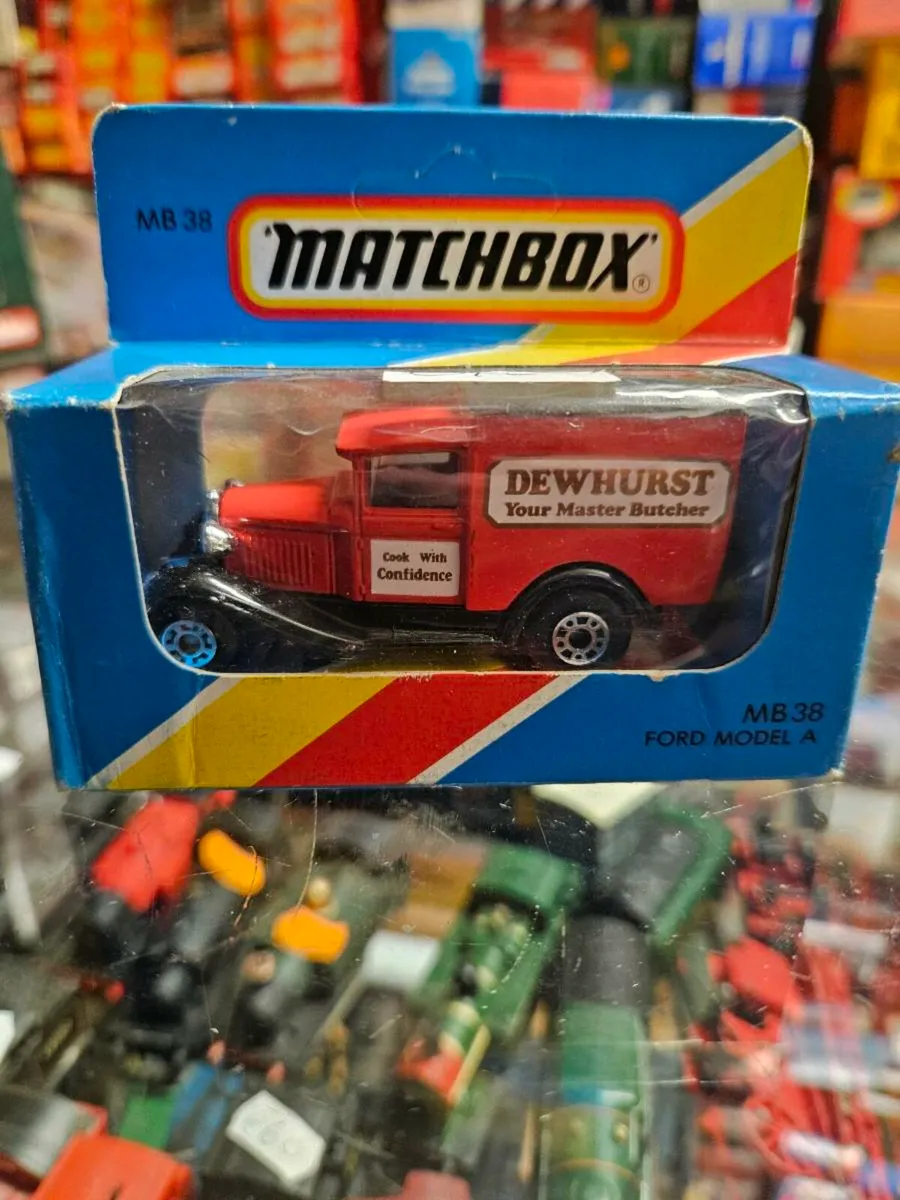 MB 38
'MATCHBOX'®
DEWHURST
Your Master Butcher
Cook With
Confidence
MB 38
FORD MODEL A